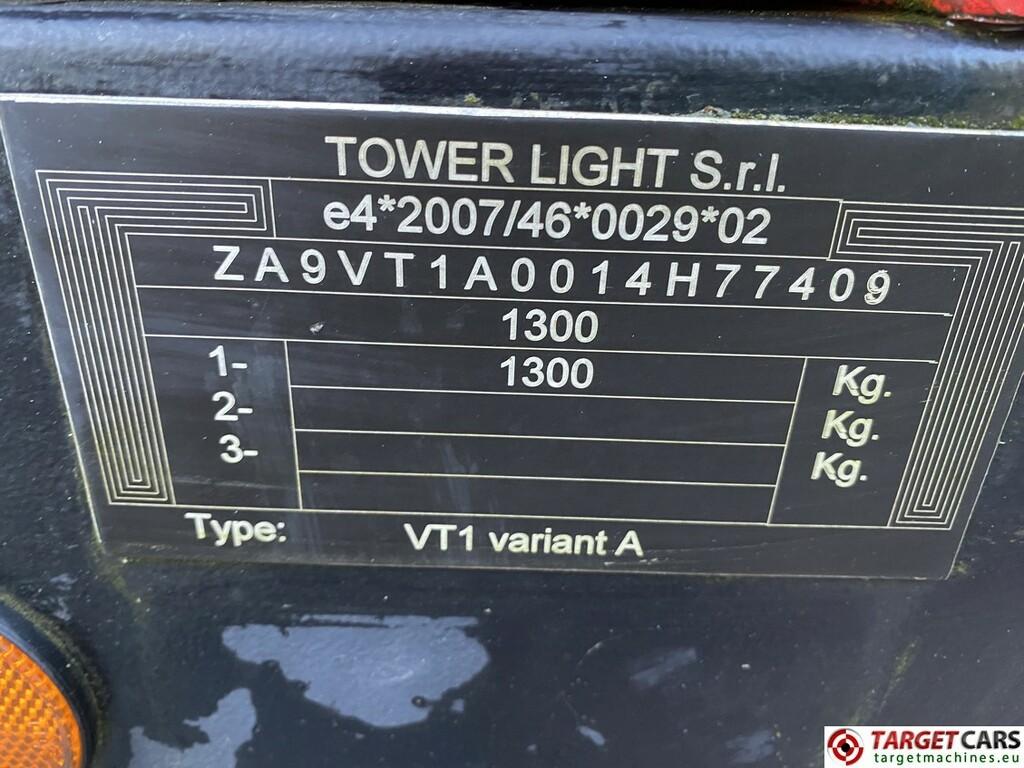 TOWER LIGHT S.r.l.
e4*2007/46*0029*02
ZA9VT1A0014H77409
1300
1- 1300 Kg.
2- Kg.
3- Kg.
Type: VT1 variant A
TARGETCARS
targetmachines.eu